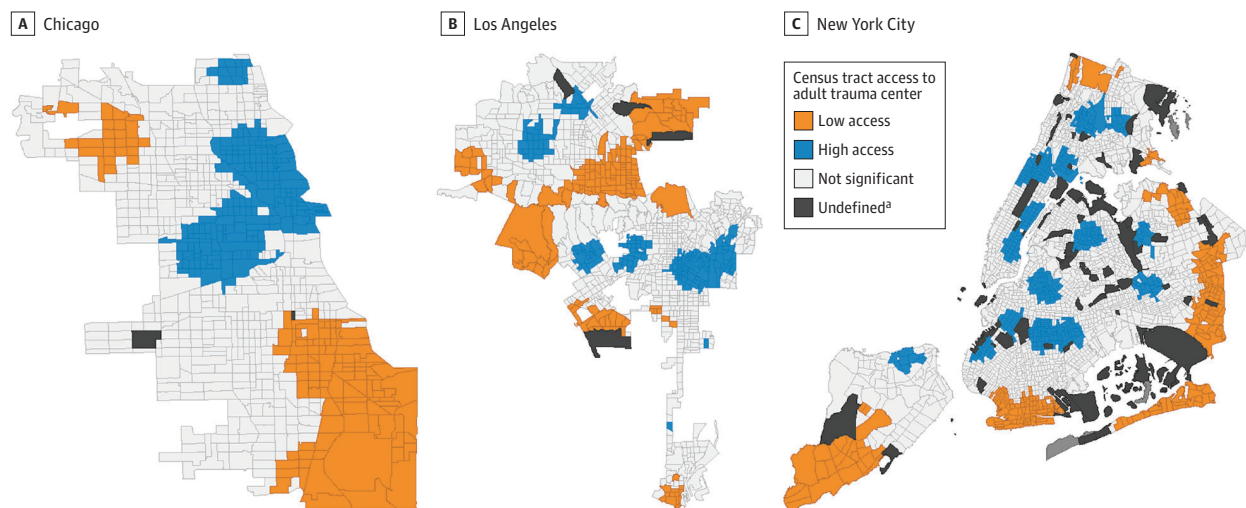 A Chicago
B Los Angeles
C New York City
Census tract access to
adult trauma center
Low access
High access
Not significant
Undefinedᵃ